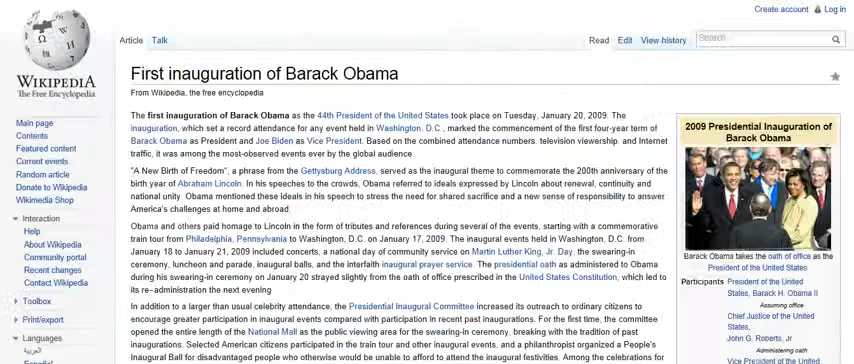 Create account Log in
WIKIPEDIA
The Free Encyclopedia
Main page
Contents
Featured content
Current events
Random article
Donate to Wikipedia
Wikimedia Shop
Interaction
Help
About Wikipedia
Community portal
Recent changes
Contact Wikipedia
Toolbox
Print/export
Languages
العربية
Español
Article Talk
Read Edit View history
Search
First inauguration of Barack Obama
From Wikipedia, the free encyclopedia
The first inauguration of Barack Obama as the 44th President of the United States took place on Tuesday, January 20, 2009. The
inauguration, which set a record attendance for any event held in Washington, D.C., marked the commencement of the first four-year term of
Barack Obama as President and Joe Biden as Vice President. Based on the combined attendance numbers, television viewership, and Internet
traffic, it was among the most-observed events ever by the global audience
"A New Birth of Freedom", a phrase from the Gettysburg Address, served as the inaugural theme to commemorate the 200th anniversary of the
birth year of Abraham Lincoln. In his speeches to the crowds, Obama referred to ideals expressed by Lincoln about renewal, continuity and
national unity. Obama mentioned these ideals in his speech to stress the need for shared sacrifice and a new sense of responsibility to answer
America's challenges at home and abroad.
Obama and others paid homage to Lincoln in the form of tributes and references during several of the events, starting with a commemorative
train tour from Philadelphia, Pennsylvania to Washington, D.C. on January 17, 2009. The inaugural events held in Washington, D.C. from
January 18 to January 21, 2009 included concerts, a national day of community service on Martin Luther King, Jr. Day, the swearing-in
ceremony, luncheon and parade, inaugural balls, and the interfaith inaugural prayer service. The presidential oath as administered to Obama
during his swearing-in ceremony on January 20 strayed slightly from the oath of office prescribed in the United States Constitution, which led to
its re-administration the next evening
In addition to a larger than usual celebrity attendance, the Presidential Inaugural Committee increased its outreach to ordinary citizens to
encourage greater participation in inaugural events compared with participation in recent past inaugurations. For the first time, the committee
opened the entire length of the National Mall as the public viewing area for the swearing-in ceremony, breaking with the tradition of past
inaugurations. Selected American citizens participated in the train tour and other inaugural events, and a philanthropist organized a People's
Inaugural Ball for disadvantaged people who otherwise would be unable to afford to attend the inaugural festivities. Among the celebrations for
2009 Presidential Inauguration of
Barack Obama
Barack Obama takes the oath of office as the
President of the United States
Participants President of the United
States, Barack H. Obama II
Assuming office
Chief Justice of the United
States,
John G. Roberts, Jr
Administering oath
Vice President of the United